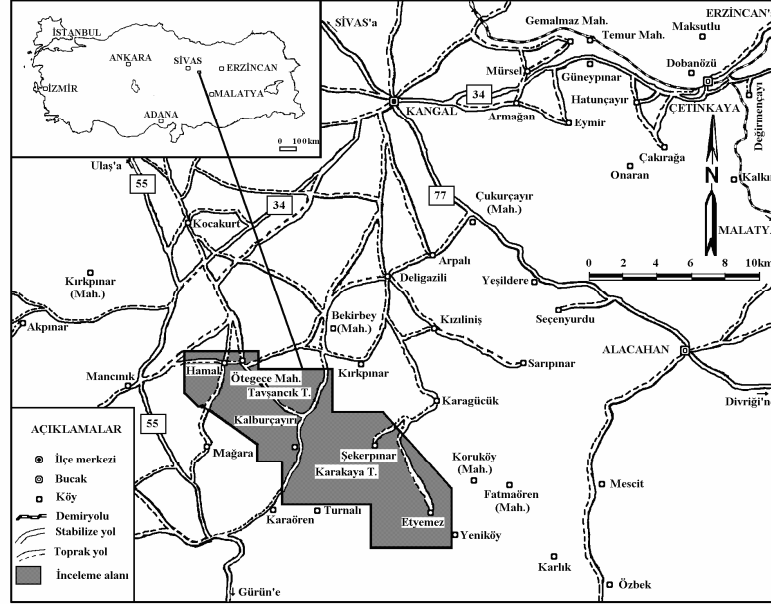 İSTANBUL
ANKARA
SİVAS
ERZİNCAN
İZMİR
MALATYA
ADANA
0 100km
SİVAS'a
Gemalmaz Mah.
Temur Mah.
Maksutlu
ERZİNCAN'
Mürsel
Güneypınar
Dobanözü
KANGAL
34
Armağan
Hatunçayır
ÇETİNKAYA
Değirmençayı
Eymir
Çakırağa
Onaran
N
Kalkı
MALATYA
Ulaş'a
55
34
77
Çukurçayır
(Mah.)
Kocakurt
Arpalı
0 2 4 6 8 10km
Kırkpınar
(Mah.)
Deligazili
Yeşildere
Akpınar
Bekirbey
(Mah.)
Kızıliniş
Seçenyurdu
ALACAHAN
Hamal
Ötegece Mah.
Kırkpınar
Sarıpınar
Mancınık
Tavşancık T.
Karagücük
Divriği'n
55
Kalburçayırı
Mağara
Şekerpınar
Karakaya T.
Koruköy
(Mah.)
Fatmaören
(Mah.)
Mescit
Karaören
Turnalı
Etyemez
Yeniköy
Karlık
Özbek
Gürün'e
AÇIKLAMALAR
İlçe merkezi
Bucak
Köy
Demiryolu
Stabilize yol
Toprak yol
İnceleme alanı